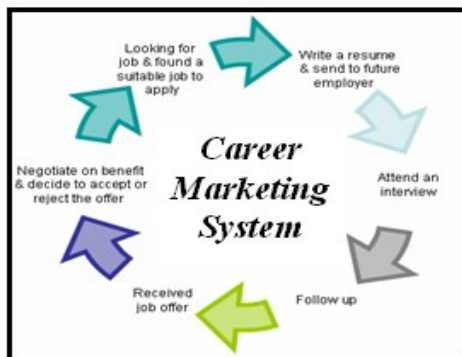 Looking for
job & found a
suitable job to
apply
Write a resume
& send to future
employer
Attend an
interview
Follow up
Received
job offer
Negotiate on benefit
& decide to accept or
reject the offer
Career
Marketing
System